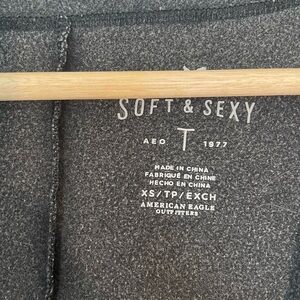 SOFT & SEXY
AEO T 1977
MADE IN CHINA
FABRIQUÉ EN CHINE
HECHO EN CHINA
XS/TP/EXCH
AMERICAN EAGLE
OUTFITTERS